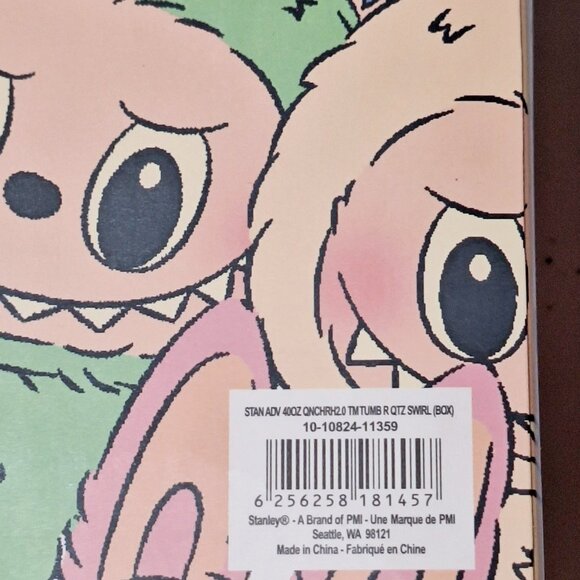 STAN ADV 40OZ QNCHRH2.0 TM TUMB R QTZ SWIRL (BOX)
10-10824-11359
6 256258 181457
Stanley® - A Brand of PMI - Une Marque de PMI
Seattle, WA 98121
Made in China - Fabriqué en Chine